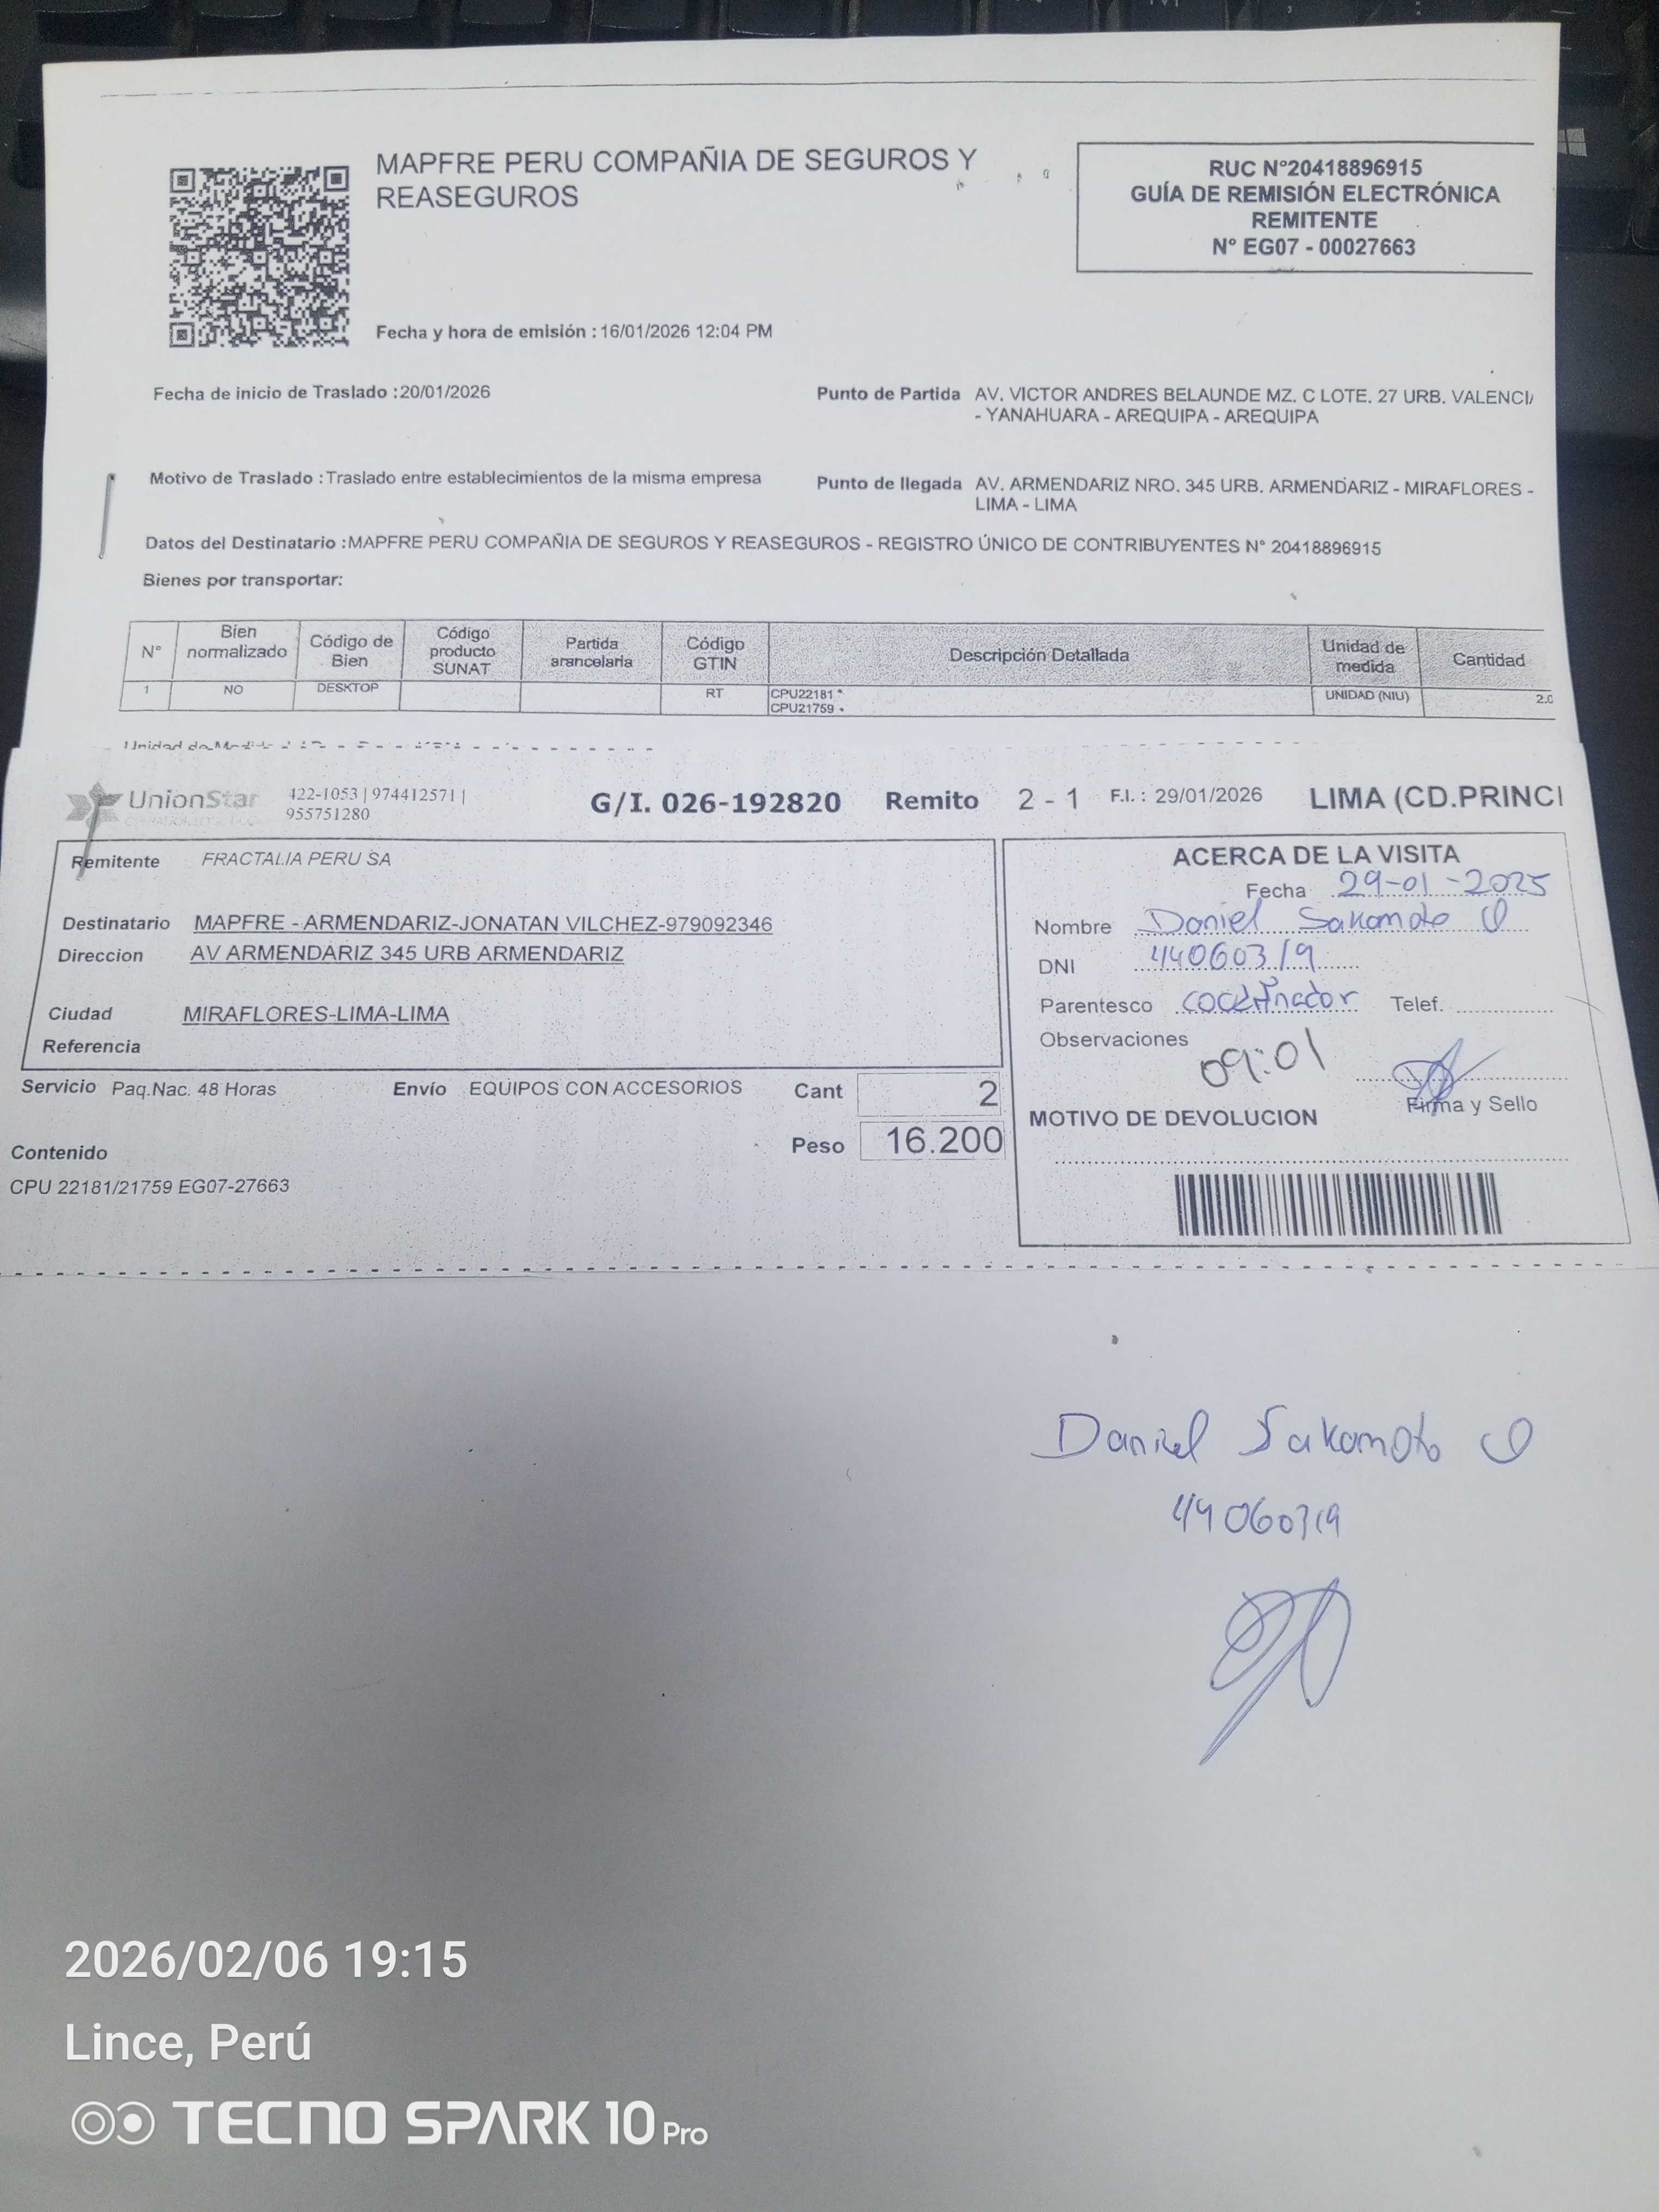 MAPFRE PERU COMPAÑIA DE SEGUROS Y
REASEGUROS
RUC N°20418896915
GUÍA DE REMISIÓN ELECTRÓNICA
REMITENTE
N° EG07 - 00027663
Fecha y hora de emisión : 16/01/2026 12:04 PM
Fecha de inicio de Traslado : 20/01/2026
Punto de Partida AV. VICTOR ANDRES BELAUNDE MZ. C LOTE. 27 URB. VALENCI
- YANAHUARA - AREQUIPA - AREQUIPA
Motivo de Traslado : Traslado entre establecimientos de la misma empresa
Punto de llegada AV. ARMENDARIZ NRO. 345 URB. ARMENDARIZ - MIRAFLORES -
LIMA - LIMA
Datos del Destinatario : MAPFRE PERU COMPAÑIA DE SEGUROS Y REASEGUROS - REGISTRO ÚNICO DE CONTRIBUYENTES N° 20418896915
Bienes por transportar:
N° Bien normalizado Código de Bien Código producto SUNAT Partida arancelaria Código GTIN Descripción Detallada Unidad de medida Cantidad
1 NO DESKTOP RT CPU22181 * UNIDAD (NIU) 2.0
CPU21759
UnionStar 422-1053 | 974412571 |
955751280
G/I. 026-192820 Remito 2 - 1 F.I. : 29/01/2026 LIMA (CD.PRINCI
Remitente FRACTALIA PERU SA
Destinatario MAPFRE - ARMENDARIZ-JONATAN VILCHEZ-979092346
Direccion AV ARMENDARIZ 345 URB ARMENDARIZ
Ciudad MIRAFLORES-LIMA-LIMA
Referencia
Servicio Paq.Nac. 48 Horas Envío EQUIPOS CON ACCESORIOS Cant 2
Peso 16.200
Contenido
CPU 22181/21759 EG07-27663
ACERCA DE LA VISITA
Fecha 29-01-2025
Nombre Daniel Sakamoto O
DNI 44060319
Parentesco coordinador Telef.
Observaciones
09:01
Firma y Sello
MOTIVO DE DEVOLUCION
Daniel Sakamoto O
44060319
2026/02/06 19:15
Lince, Perú
TECNO SPARK 10 Pro